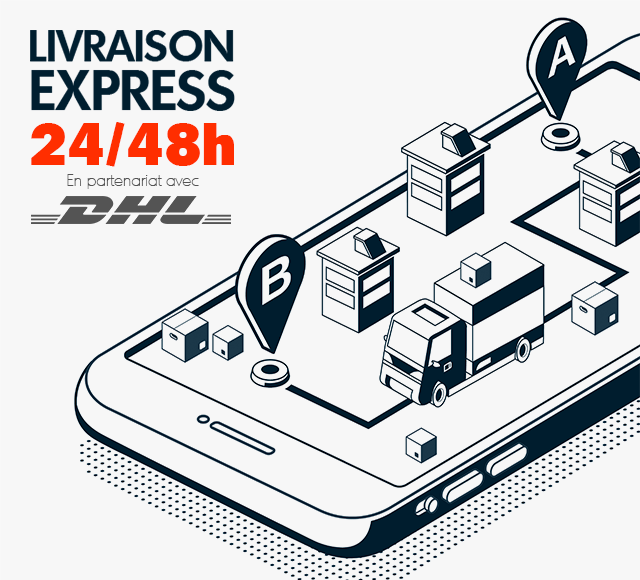 LIVRAISON
EXPRESS
24/48h
En partenariat avec
DHL
A
B